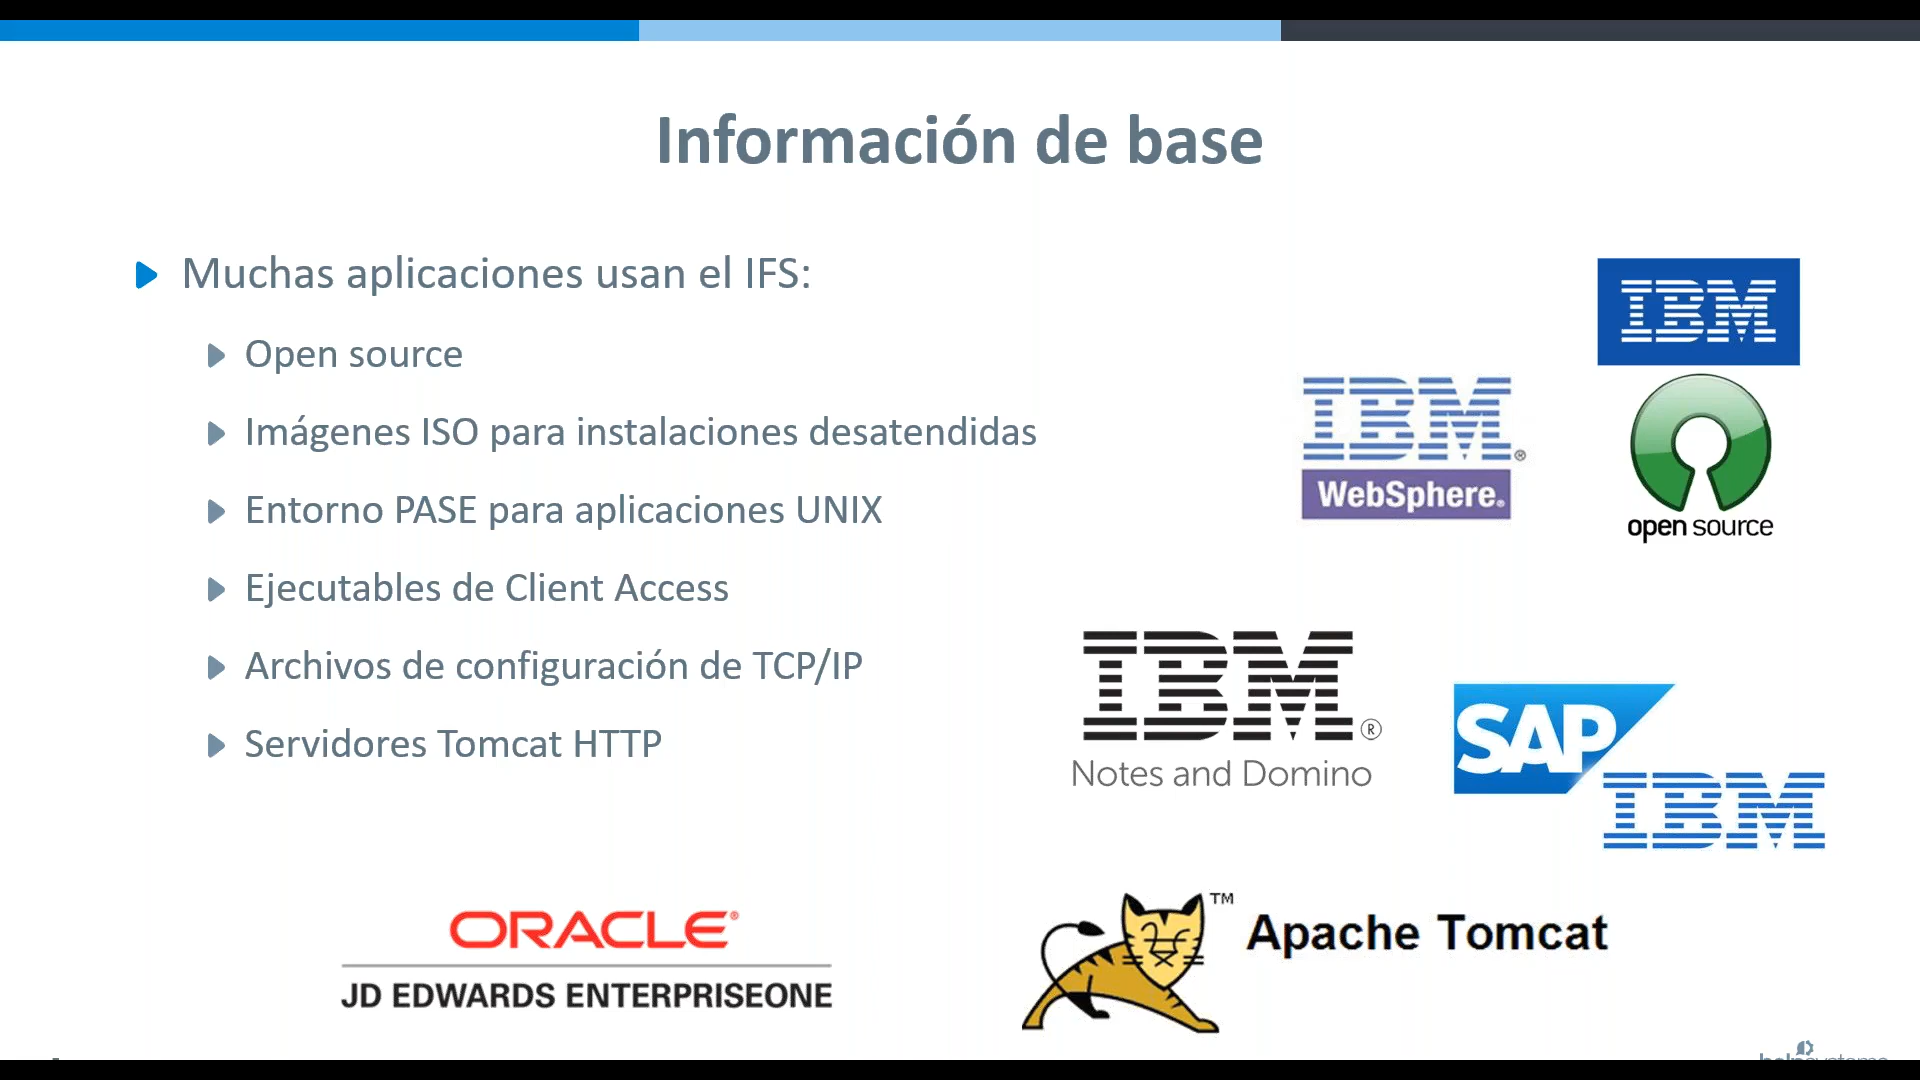 Información de base
Muchas aplicaciones usan el IFS:
Open source
Imágenes ISO para instalaciones desatendidas
Entorno PASE para aplicaciones UNIX
Ejecutables de Client Access
Archivos de configuración de TCP/IP
Servidores Tomcat HTTP
IBM
IBM®
WebSphere®
open source
IBM®
Notes and Domino
SAP
IBM
ORACLE®
JD EDWARDS ENTERPRISEONE
™
Apache Tomcat